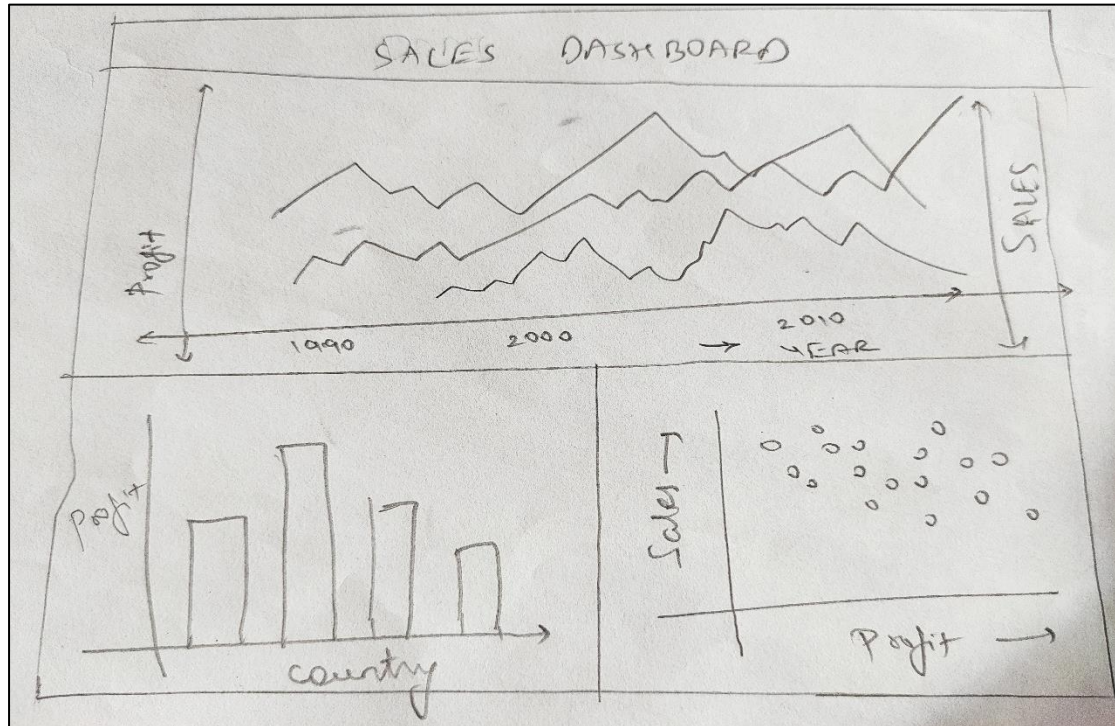 SALES DASHBOARD
Profit
SALES
1990 2000 2010
YEAR
Profit
country
Sales
Profit